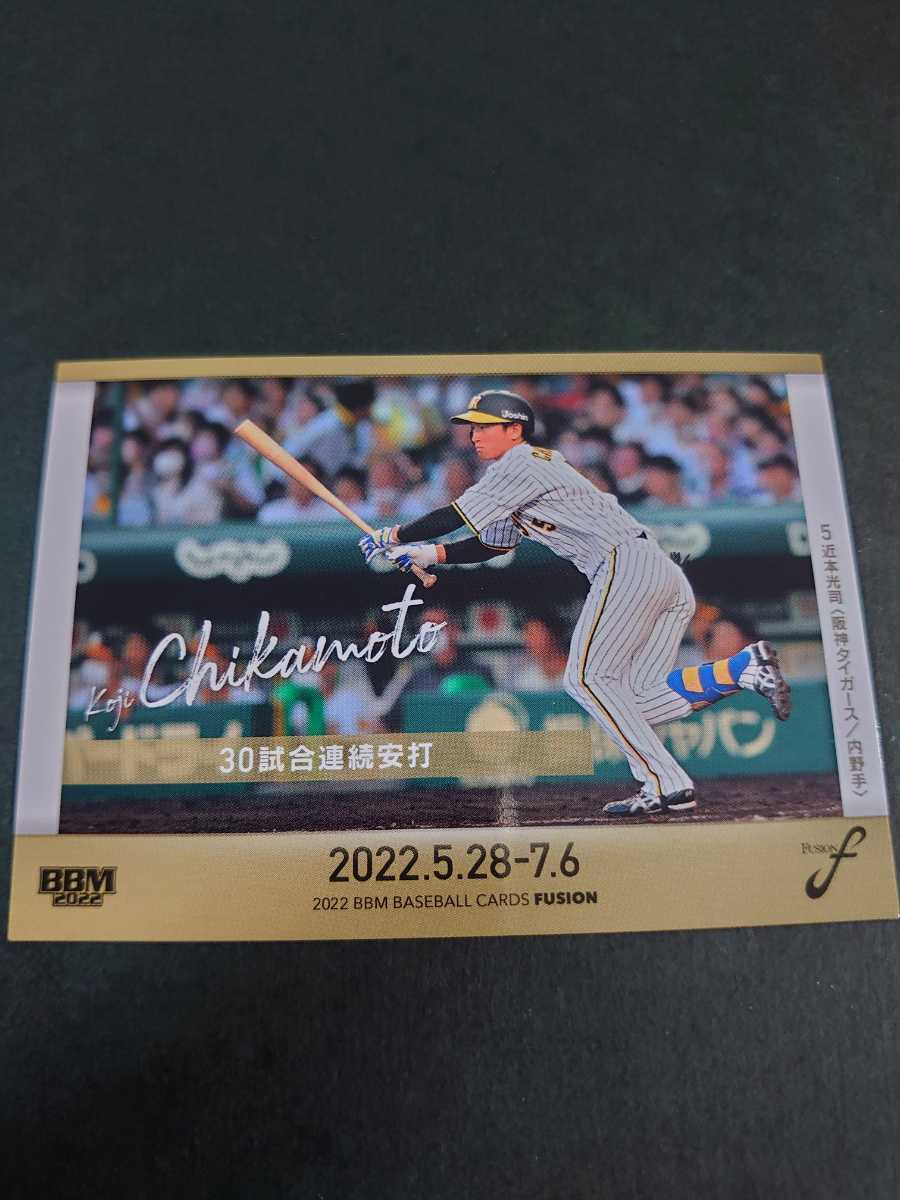 Joshin
5
5 近本光司〈阪神タイガース／内野手〉
Koji Chikamoto
30試合連続安打
BBM
2022
2022.5.28-7.6
2022 BBM BASEBALL CARDS FUSION
FUSION
f